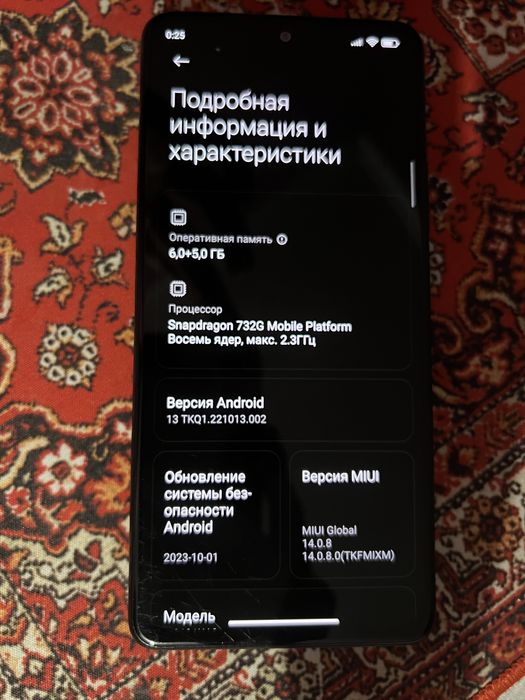 0:25
Подробная
информация и
характеристики
Оперативная память
6,0+5,0 ГБ
Процессор
Snapdragon 732G Mobile Platform
Восемь ядер, макс. 2.3ГГц
Версия Android
13 TKQ1.221013.002
Обновление
системы без-
опасности
Android
2023-10-01
Версия MIUI
MIUI Global
14.0.8
14.0.8.0(TKFMIXM)
Модель